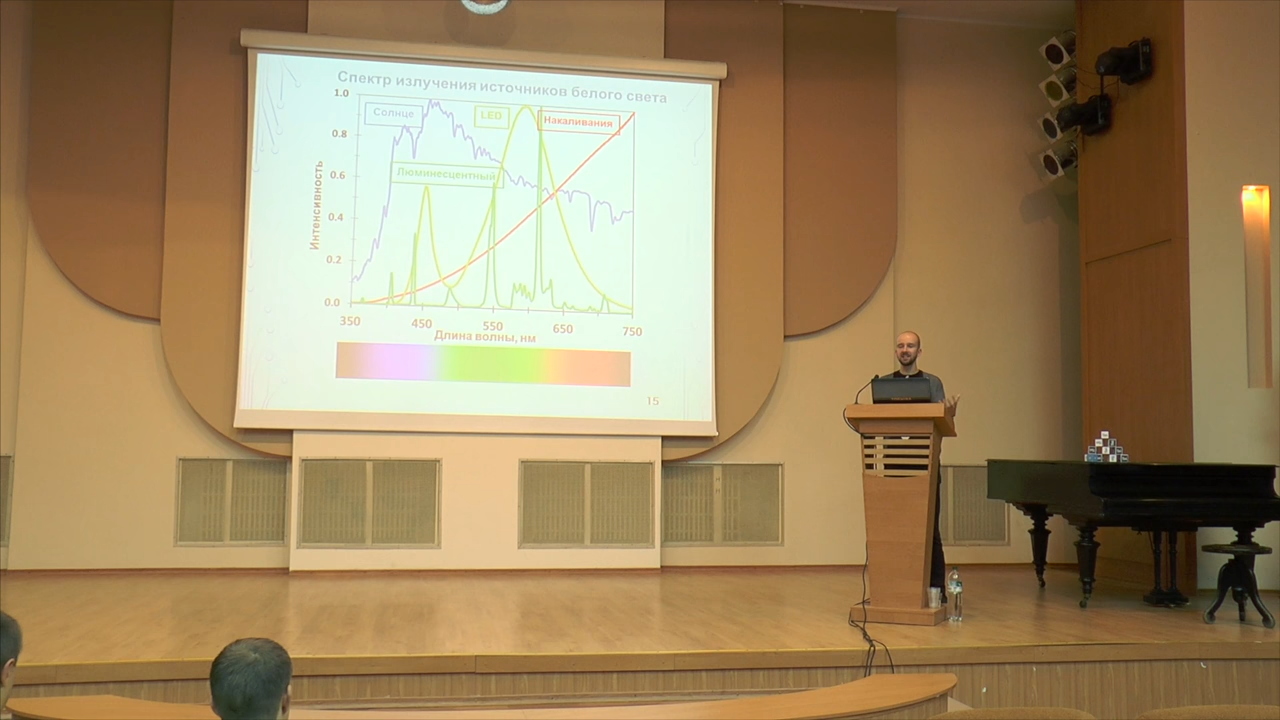 Спектр излучения источников белого света
1.0
Солнце
LED
Накаливания
0.8
Люминесцентный
0.6
Интенсивность
0.4
0.2
0.0
350
450
550
650
750
Длина волны, нм
15